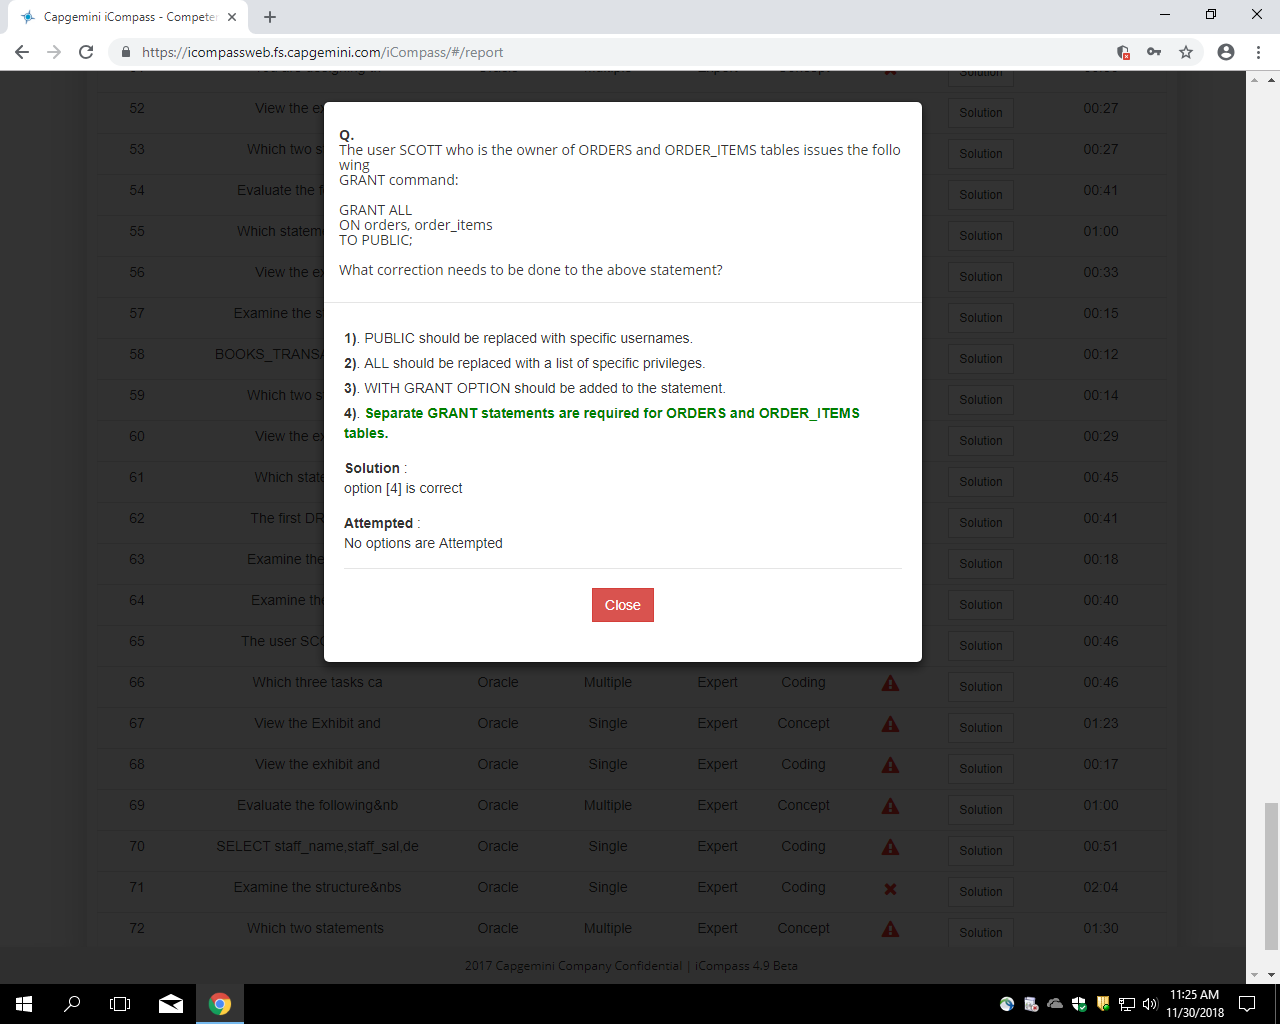 Capgemini iCompass - Competen
https://icompassweb.fs.capgemini.com/iCompass/#/report
Solution
52 View the ex Solution 00:27
53 Which two s Solution 00:27
54 Evaluate the f Solution 00:41
55 Which statem Solution 01:00
56 View the ex Solution 00:33
57 Examine the s Solution 00:15
58 BOOKS_TRANSA Solution 00:12
59 Which two s Solution 00:14
60 View the ex Solution 00:29
61 Which state Solution 00:45
62 The first DR Solution 00:41
63 Examine the Solution 00:18
64 Examine the Solution 00:40
65 The user SCO Solution 00:46
Q.
The user SCOTT who is the owner of ORDERS and ORDER_ITEMS tables issues the follo
wing
GRANT command:
GRANT ALL
ON orders, order_items
TO PUBLIC;
What correction needs to be done to the above statement?
1). PUBLIC should be replaced with specific usernames.
2). ALL should be replaced with a list of specific privileges.
3). WITH GRANT OPTION should be added to the statement.
4). Separate GRANT statements are required for ORDERS and ORDER_ITEMS
tables.
Solution :
option [4] is correct
Attempted :
No options are Attempted
Close
66 Which three tasks ca Oracle Multiple Expert Coding Solution 00:46
67 View the Exhibit and Oracle Single Expert Concept Solution 01:23
68 View the exhibit and Oracle Single Expert Coding Solution 00:17
69 Evaluate the following&nb Oracle Multiple Expert Concept Solution 01:00
70 SELECT staff_name,staff_sal,de Oracle Single Expert Coding Solution 00:51
71 Examine the structure&nbs Oracle Single Expert Coding Solution 02:04
72 Which two statements Oracle Multiple Expert Concept Solution 01:30
2017 Capgemini Company Confidential | iCompass 4.9 Beta
11:25 AM
11/30/2018